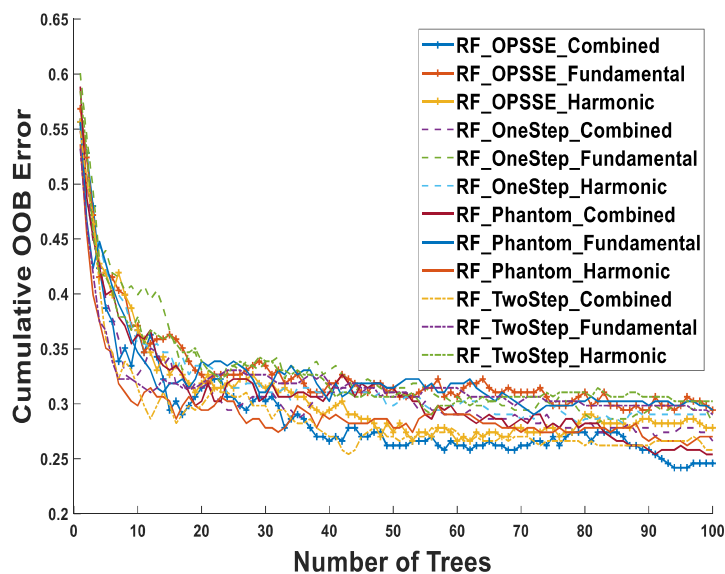 0.65
0.6
0.55
0.5
0.45
0.4
0.35
0.3
0.25
0.2
0
10
20
30
40
50
60
70
80
90
100
Cumulative OOB Error
Number of Trees
RF_OPSSE_Combined
RF_OPSSE_Fundamental
RF_OPSSE_Harmonic
RF_OneStep_Combined
RF_OneStep_Fundamental
RF_OneStep_Harmonic
RF_Phantom_Combined
RF_Phantom_Fundamental
RF_Phantom_Harmonic
RF_TwoStep_Combined
RF_TwoStep_Fundamental
RF_TwoStep_Harmonic